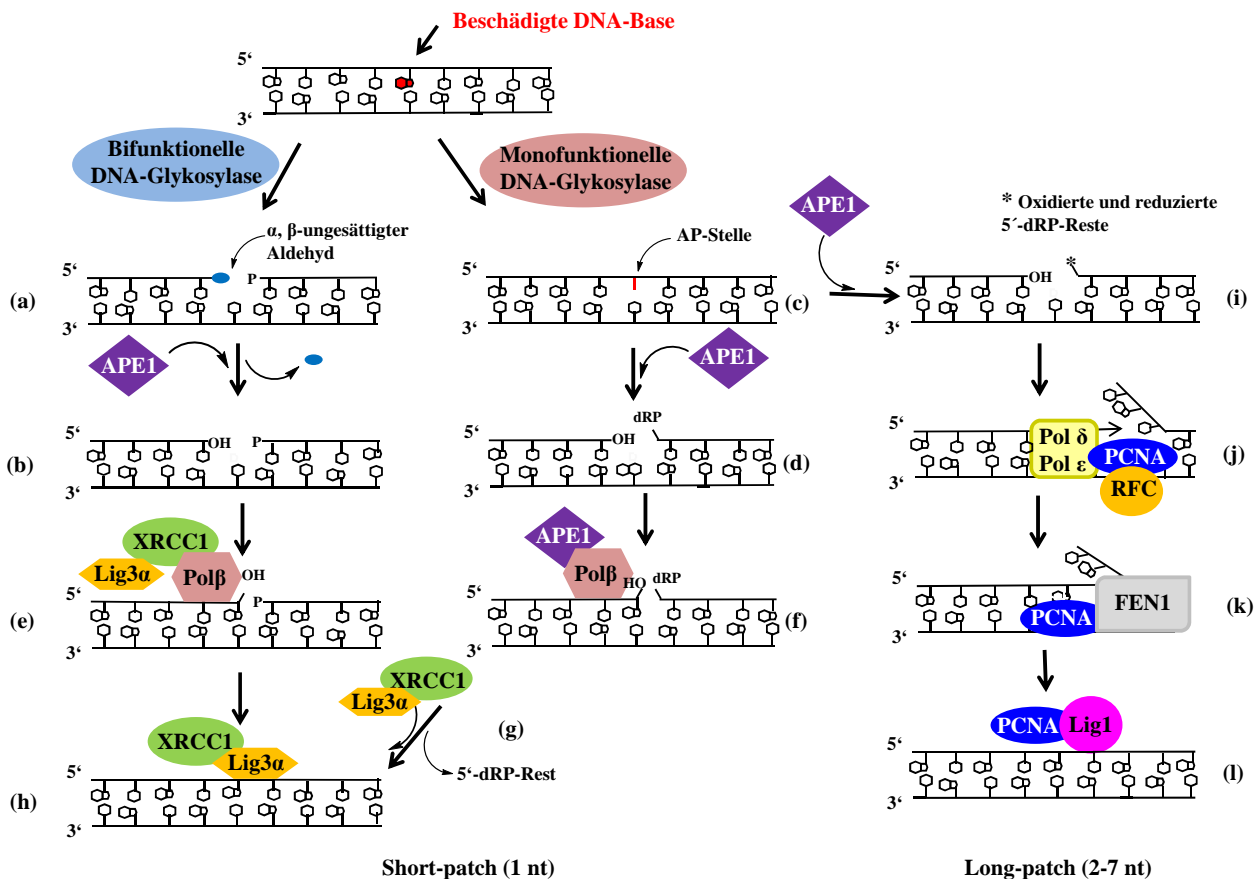 Beschädigte DNA-Base
5‘
3‘
Bifunktionelle
DNA-Glykosylase
Monofunktionelle
DNA-Glykosylase
α, β-ungesättigter
Aldehyd
5‘
P
(a)
3‘
APE1
5‘
OH
P
(b)
3‘
XRCC1
Lig3α
Polβ
OH
5‘
P
(e)
3‘
XRCC1
Lig3α
5‘
(h)
3‘
AP-Stelle
5‘
(c)
3‘
APE1
dRP
5‘
OH
(d)
3‘
APE1
Polβ
HO
dRP
5‘
(f)
3‘
XRCC1
Lig3α
(g)
5‘-dRP-Rest
Short-patch (1 nt)
APE1
* Oxidierte und reduzierte
5´-dRP-Reste
5‘
OH
*
(i)
3‘
5‘
Pol δ
Pol ε
PCNA
RFC
(j)
3‘
5‘
PCNA
FEN1
(k)
3‘
PCNA
Lig1
5‘
(l)
3‘
Long-patch (2-7 nt)